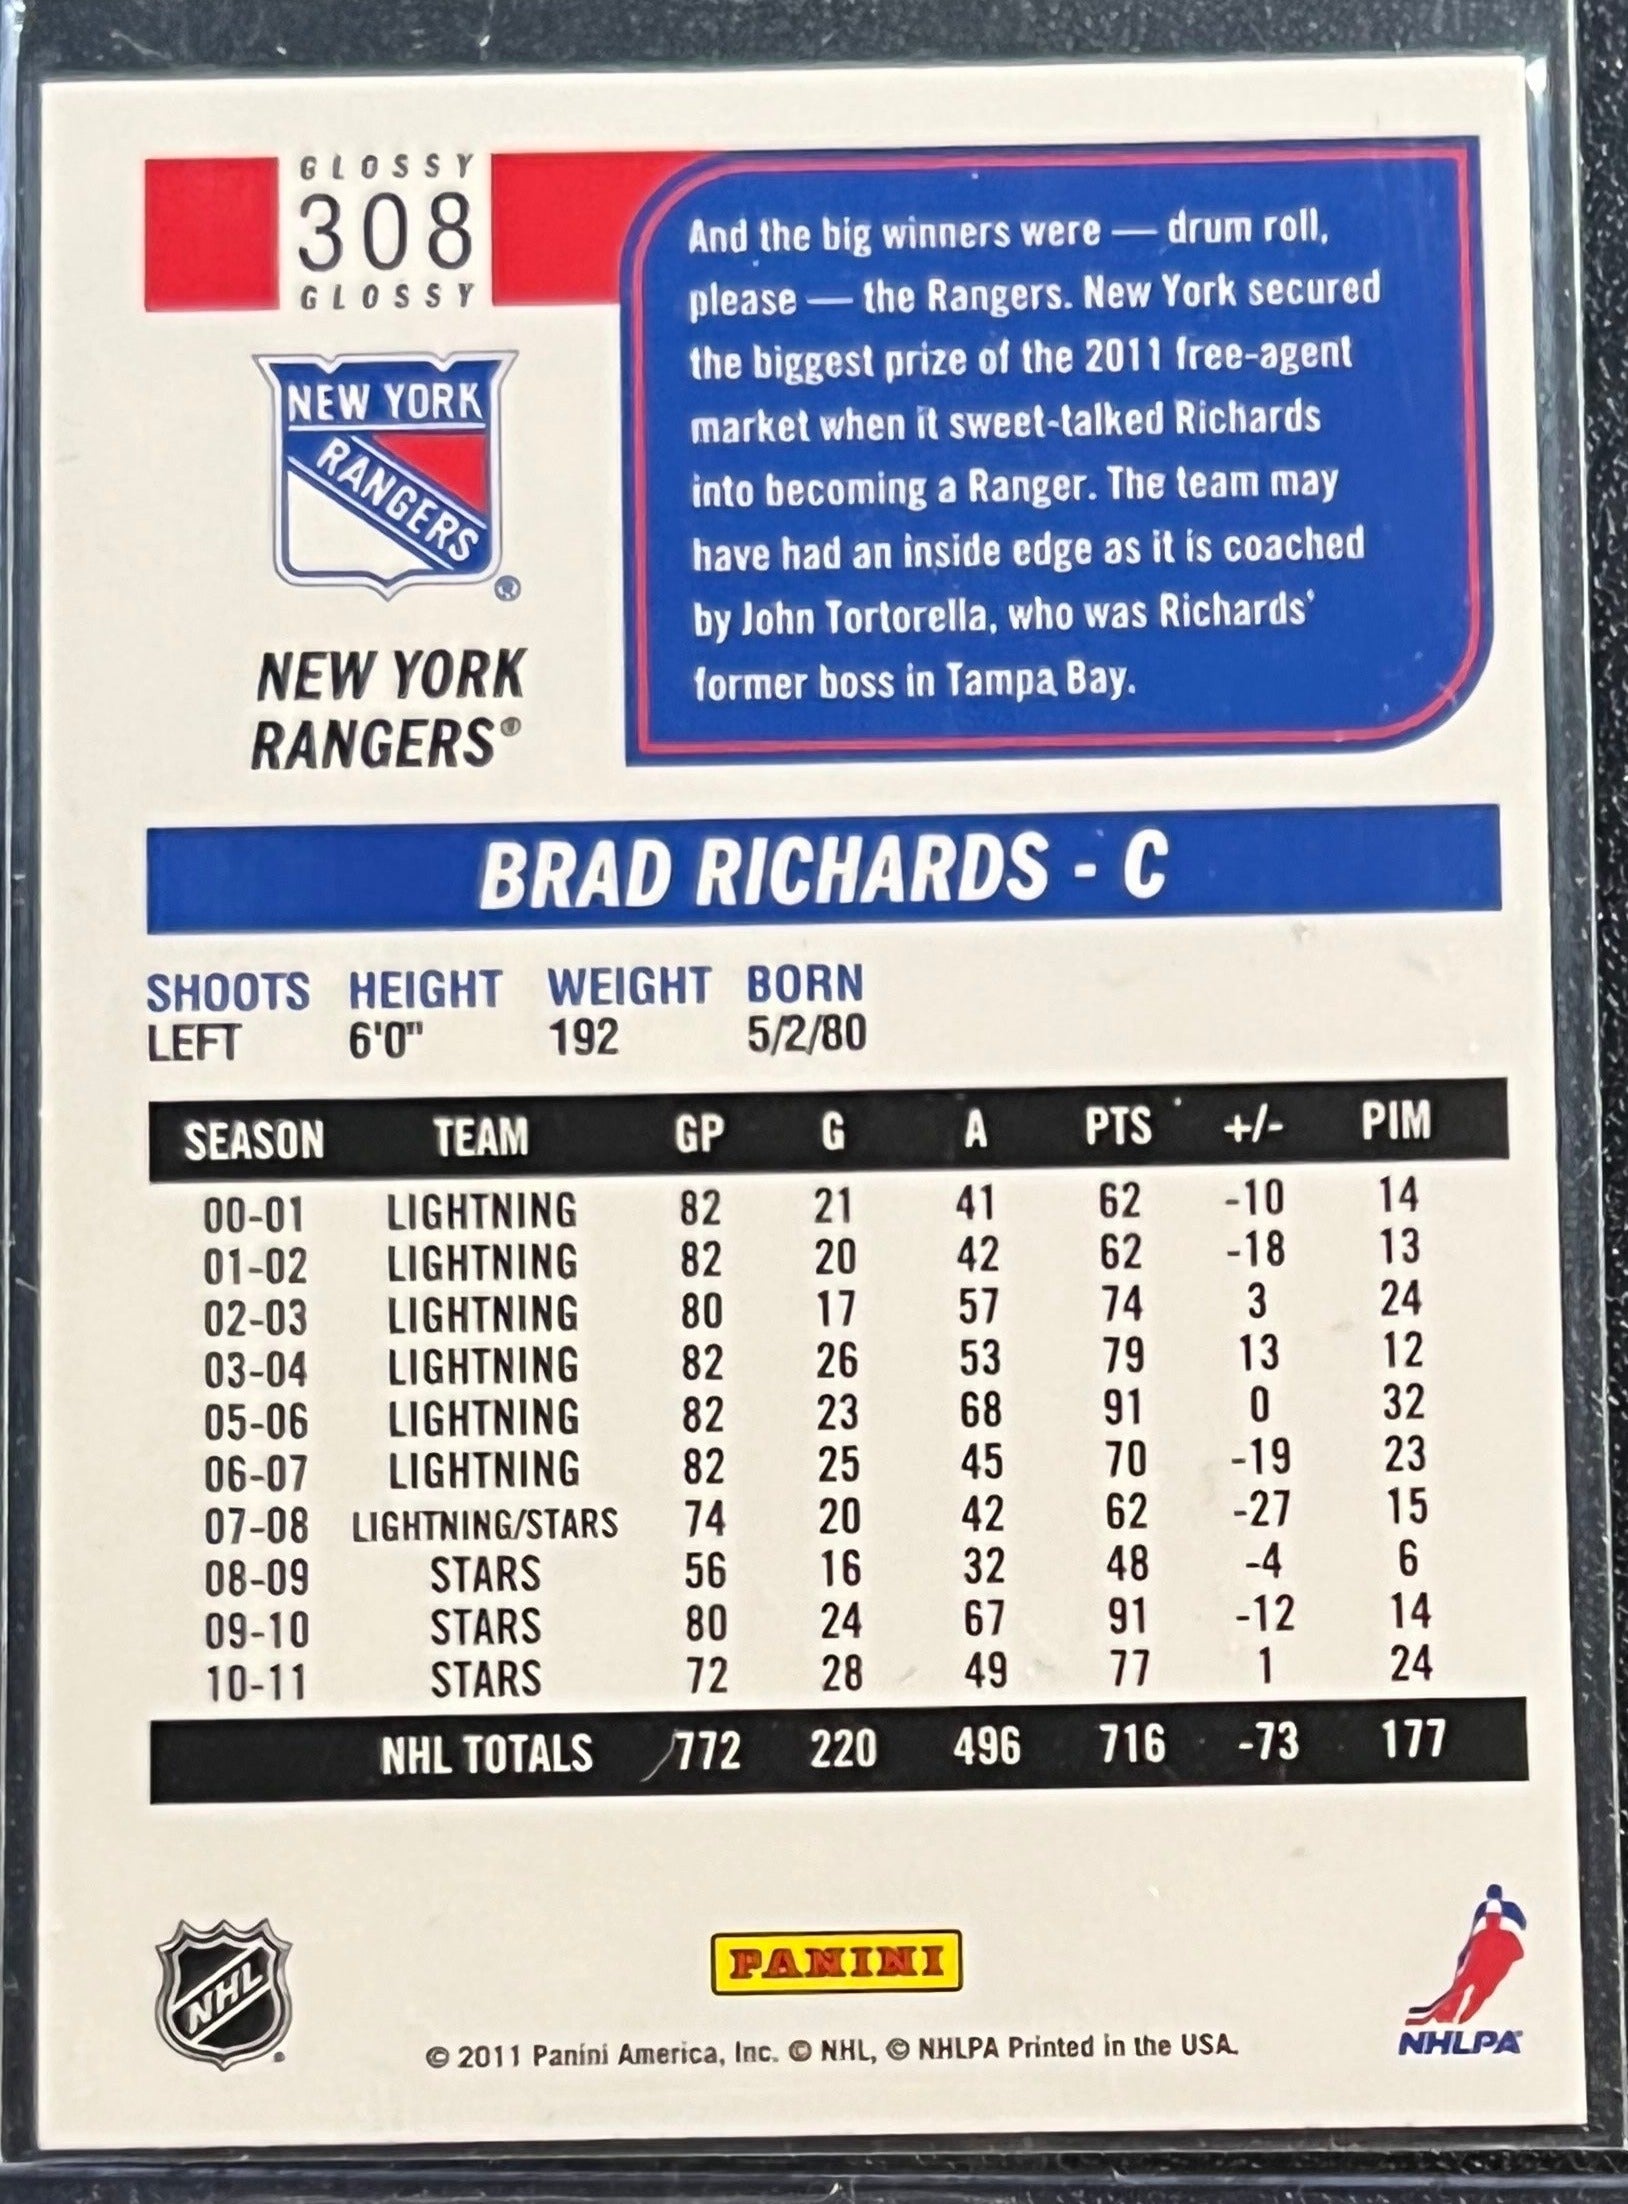 GLOSSY
308
GLOSSY
NEW YORK
RANGERS
®
NEW YORK
RANGERS®
And the big winners were — drum roll,
please — the Rangers. New York secured
the biggest prize of the 2011 free-agent
market when it sweet-talked Richards
into becoming a Ranger. The team may
have had an inside edge as it is coached
by John Tortorella, who was Richards'
former boss in Tampa Bay.
BRAD RICHARDS - C
SHOOTS HEIGHT WEIGHT BORN
LEFT 6'0" 192 5/2/80
SEASON TEAM GP G A PTS +/- PIM
00-01 LIGHTNING 82 21 41 62 -10 14
01-02 LIGHTNING 82 20 42 62 -18 13
02-03 LIGHTNING 80 17 57 74 3 24
03-04 LIGHTNING 82 26 53 79 13 12
05-06 LIGHTNING 82 23 68 91 0 32
06-07 LIGHTNING 82 25 45 70 -19 23
07-08 LIGHTNING/STARS 74 20 42 62 -27 15
08-09 STARS 56 16 32 48 -4 6
09-10 STARS 80 24 67 91 -12 14
10-11 STARS 72 28 49 77 1 24
NHL TOTALS 772 220 496 716 -73 177
NHL
PANINI
NHLPA
© 2011 Panini America, Inc. © NHL, © NHLPA Printed in the USA.